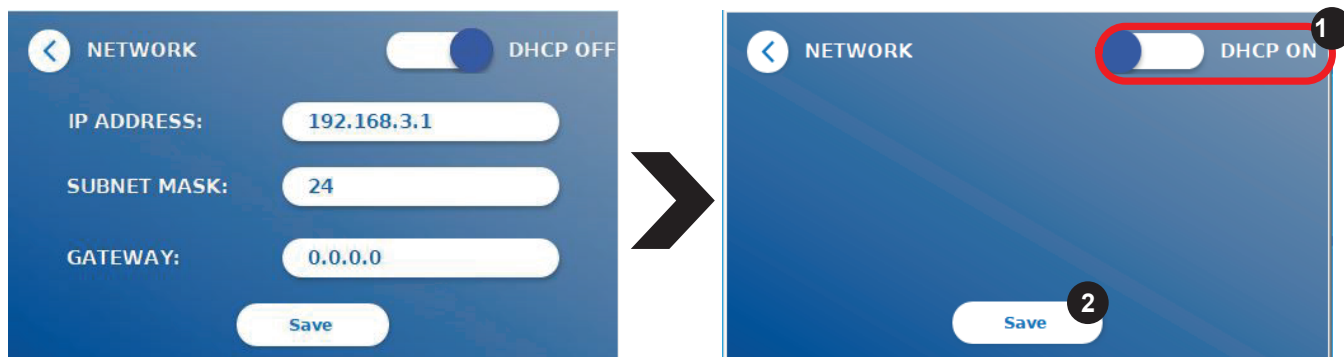 NETWORK DHCP OFF
IP ADDRESS: 192.168.3.1
SUBNET MASK: 24
GATEWAY: 0.0.0.0
Save
1
NETWORK DHCP ON
2
Save